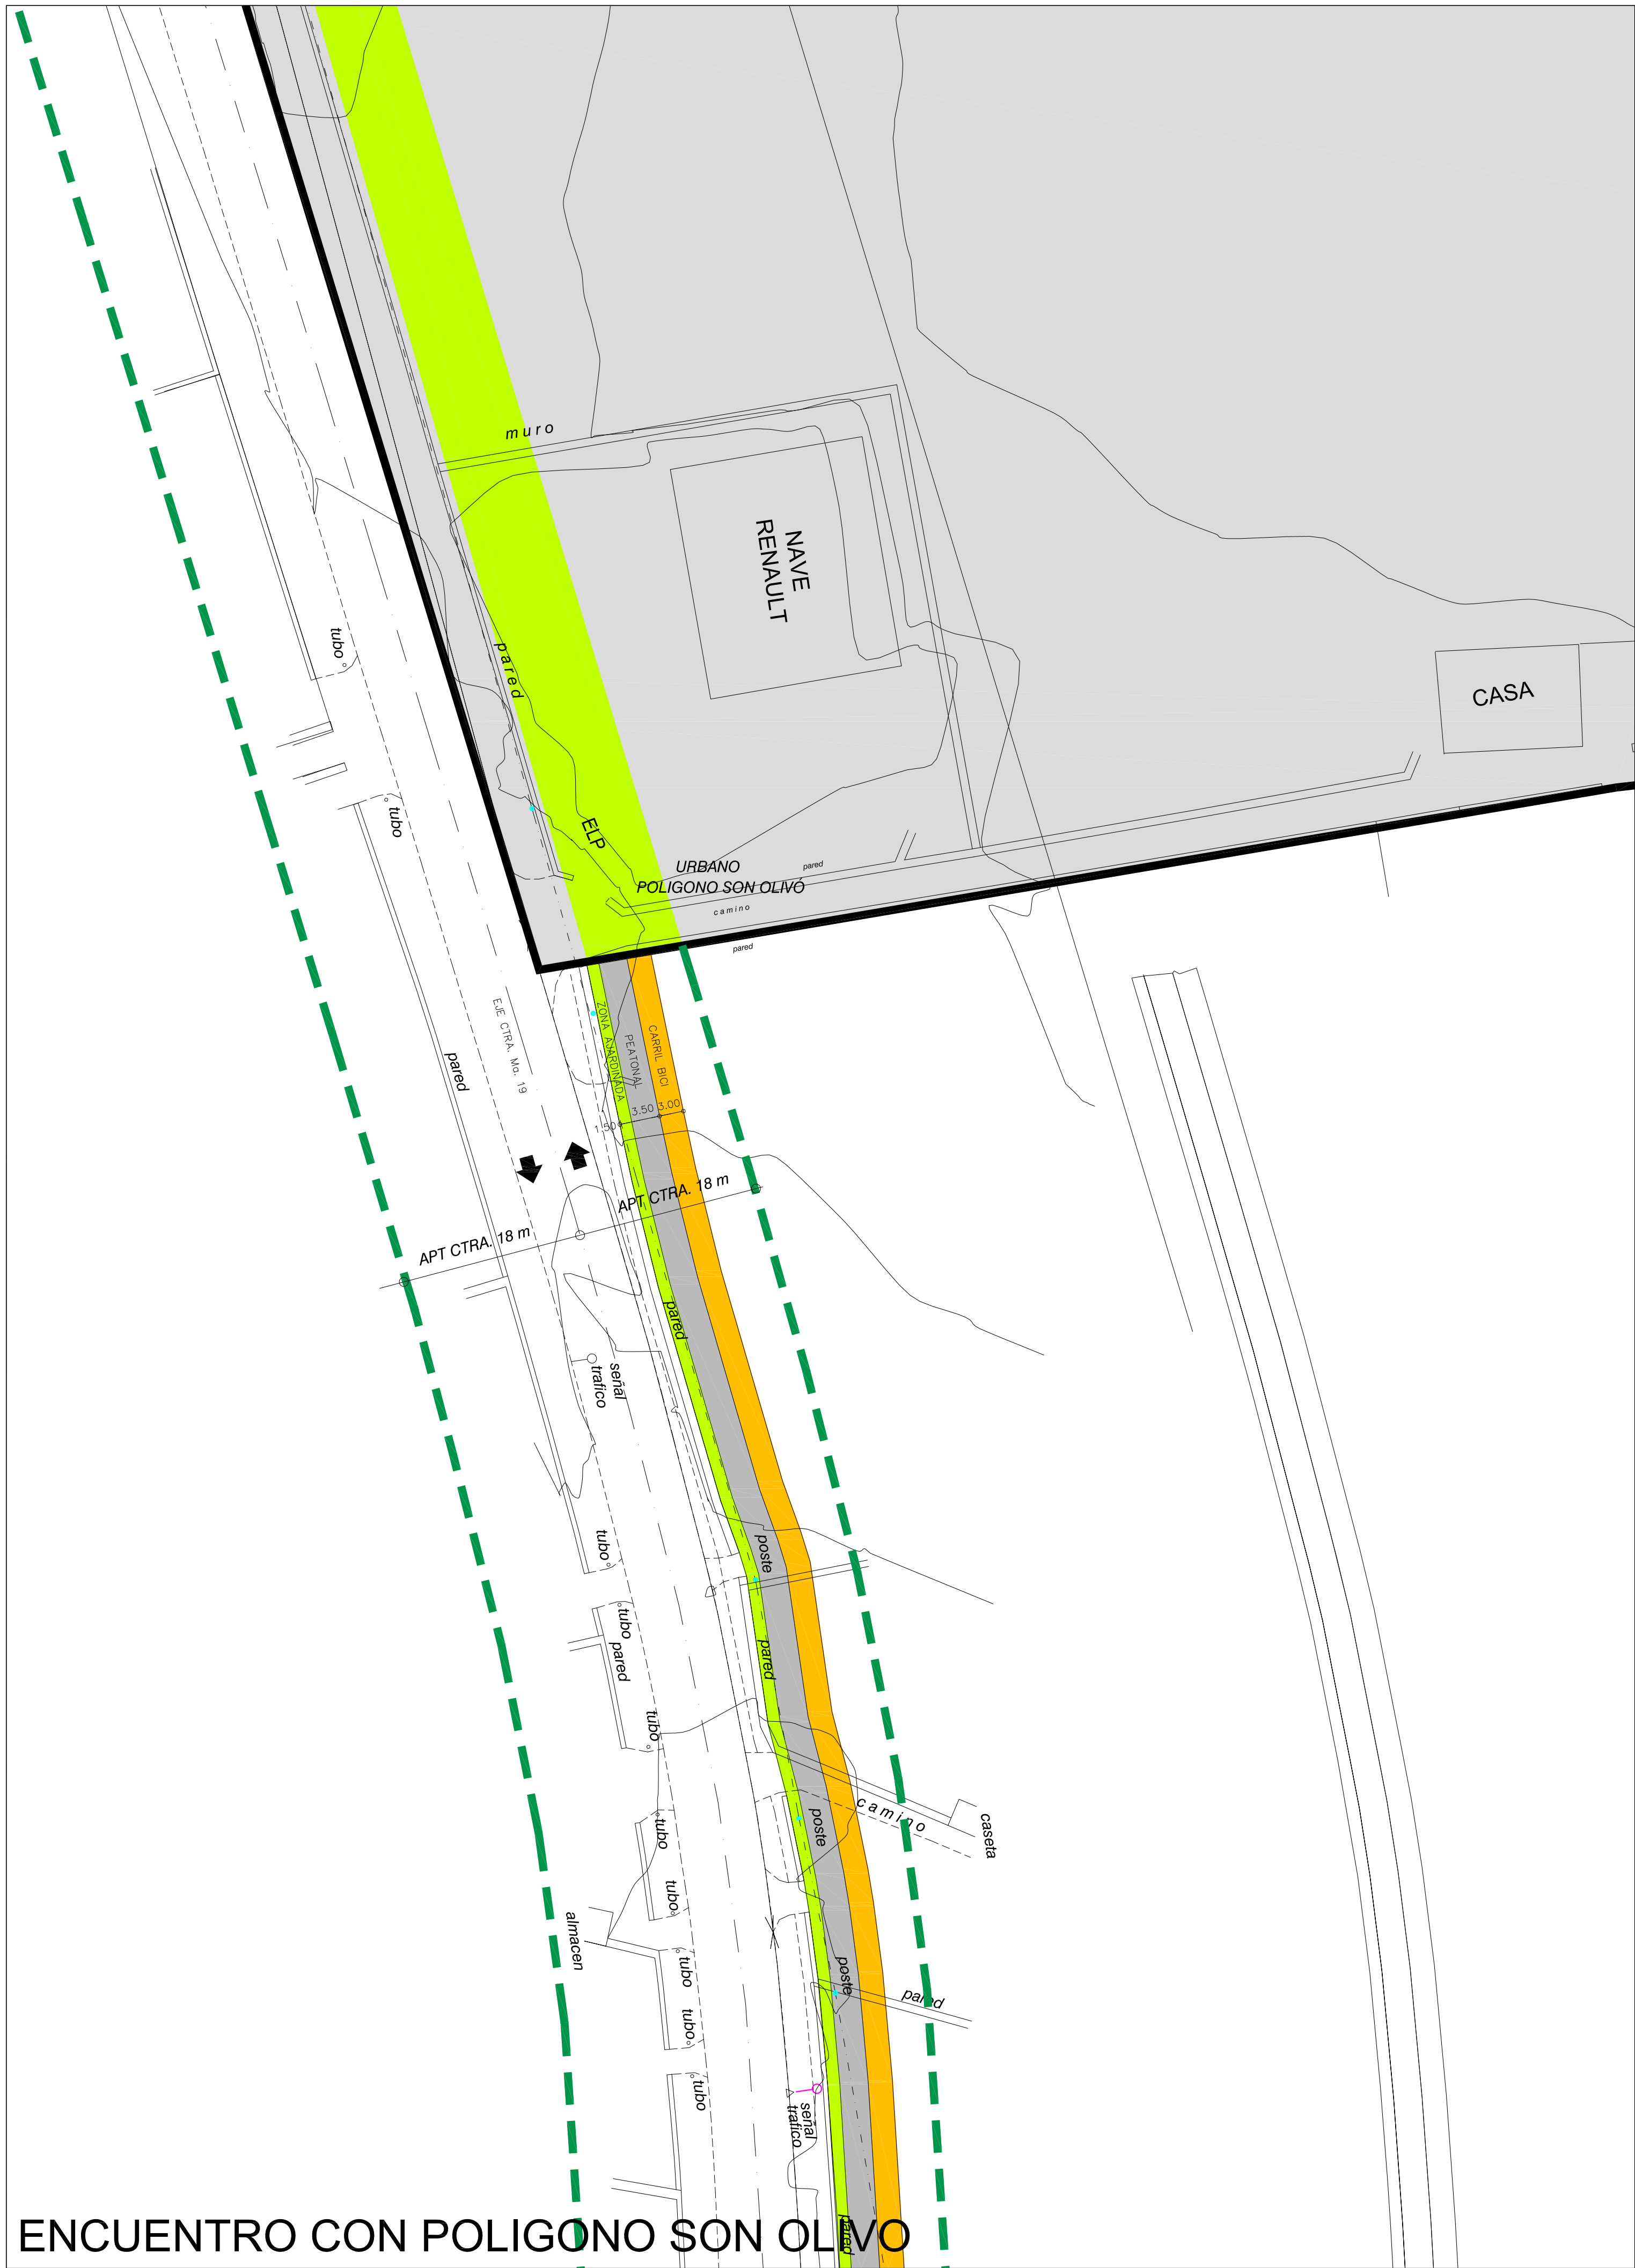 muro
NAVE
RENAULT
tubo
pared
CASA
tubo
ELP
URBANO
POLIGONO SON OLIVÓ
pared
camino
pared
EJE CTRA. Ma. 19
pared
ZONA AJARDINADA
PEATONAL
CARRIL BICI
1.50
3.50
3.00
APT CTRA. 18 m
APT CTRA. 18 m
pared
señal
trafico
tubo
poste
tubo
pared
pared
tubo
camino
caseta
tubo
poste
tubo
almacen
tubo
poste
pared
tubo
tubo
señal
trafico
pared
ENCUENTRO CON POLIGONO SON OLIVO